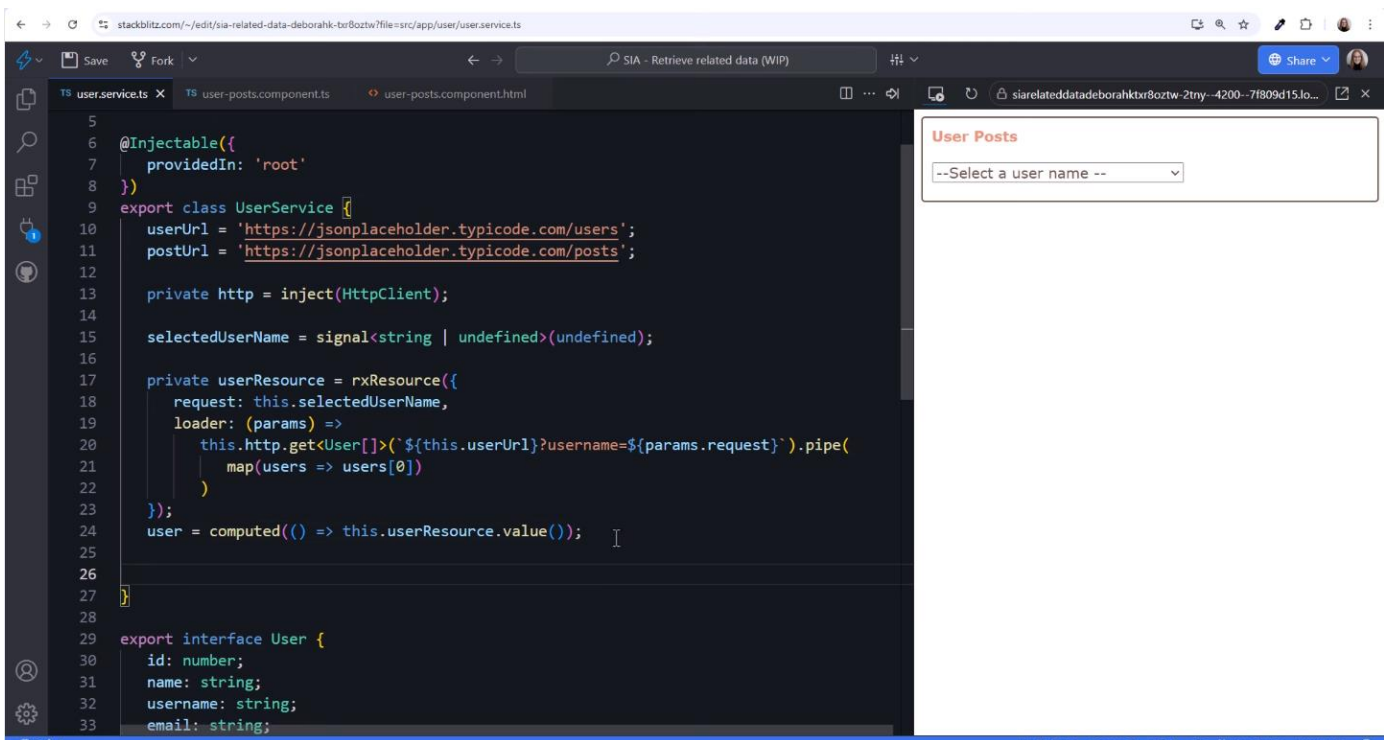 stackblitz.com/~/edit/sia-related-data-deborahk-txr8oztw?file=src/app/user/user.service.ts
Save Fork SIA - Retrieve related data (WIP) Share
TS user.service.ts TS user-posts.component.ts user-posts.component.html siarelateddatadeborahktxr8oztw-2tny--4200--7f809d15.lo...
5
6 @Injectable({
7 providedIn: 'root'
8 })
9 export class UserService {
10 userUrl = 'https://jsonplaceholder.typicode.com/users';
11 postUrl = 'https://jsonplaceholder.typicode.com/posts';
12
13 private http = inject(HttpClient);
14
15 selectedUserName = signal<string | undefined>(undefined);
16
17 private userResource = rxResource({
18 request: this.selectedUserName,
19 loader: (params) =>
20 this.http.get<User[]>(`${this.userUrl}?username=${params.request}`).pipe(
21 map(users => users[0])
22 )
23 });
24 user = computed(() => this.userResource.value());
25
26
27 }
28
29 export interface User {
30 id: number;
31 name: string;
32 username: string;
33 email: string;
1
User Posts
--Select a user name --